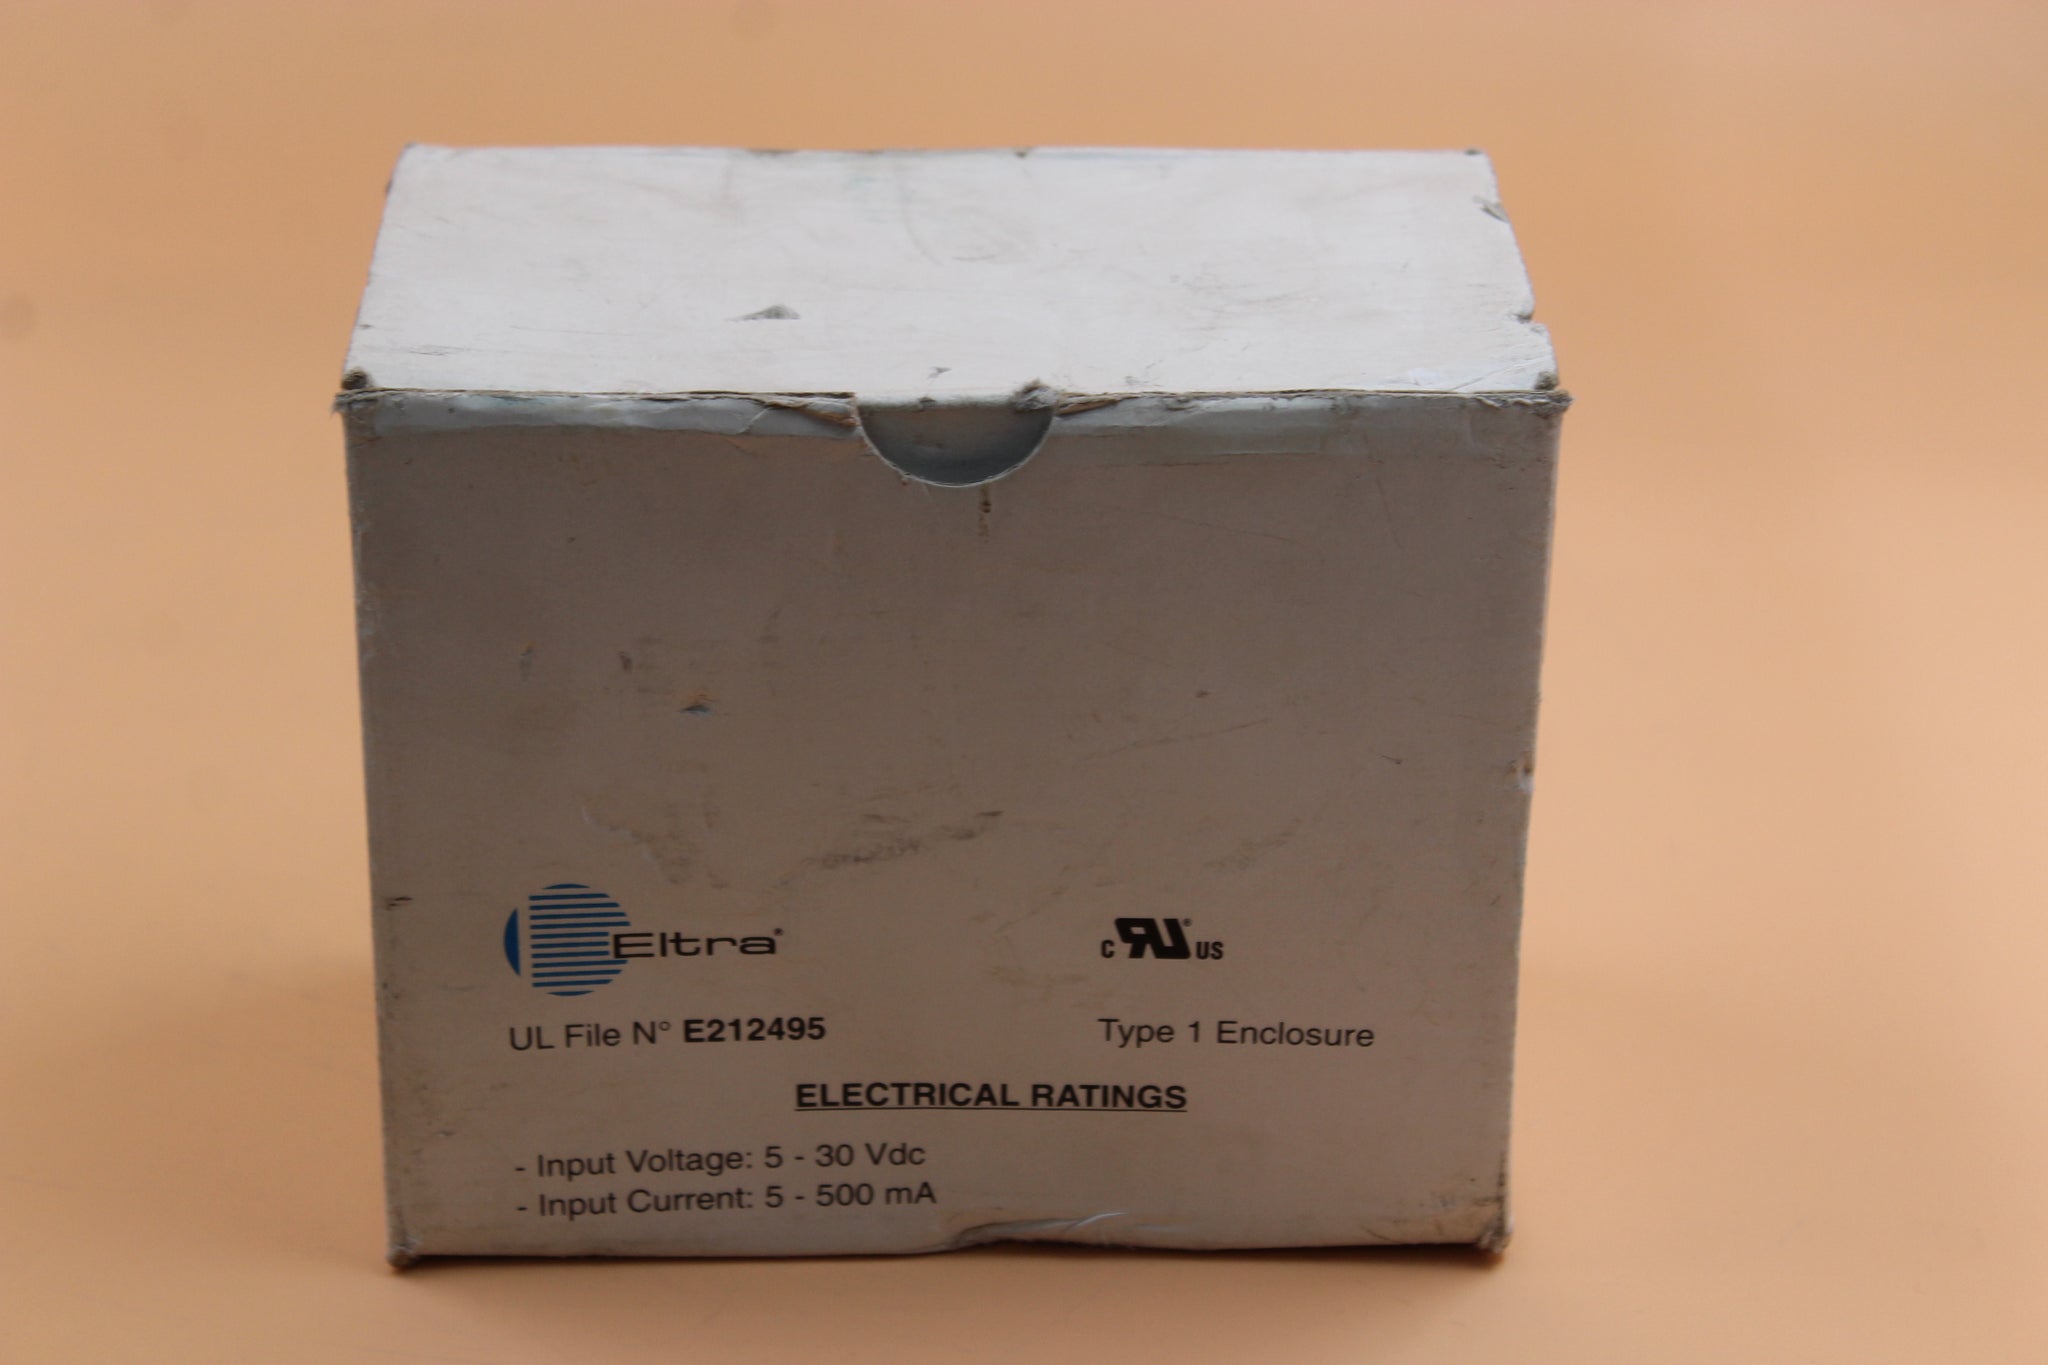 Eltra®
c RU® US
UL File N° E212495
Type 1 Enclosure
ELECTRICAL RATINGS
- Input Voltage: 5 - 30 Vdc
- Input Current: 5 - 500 mA